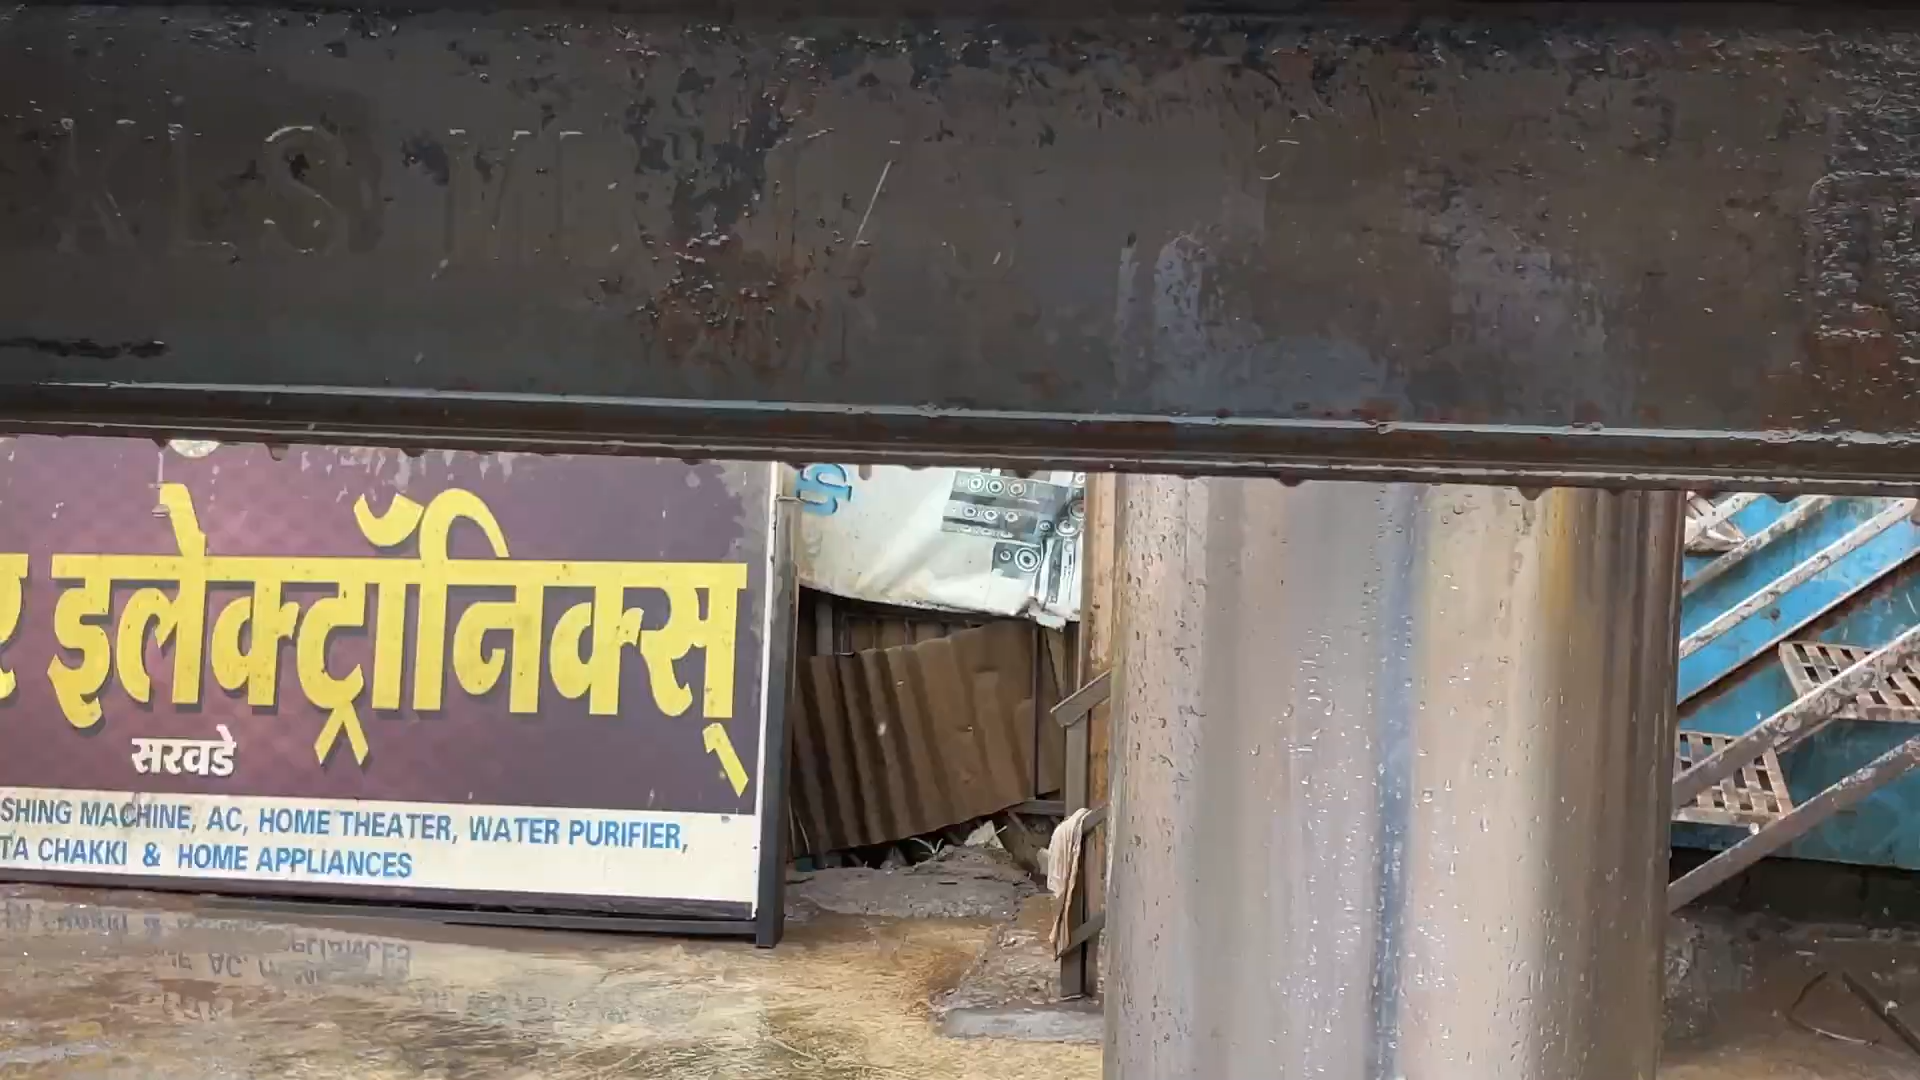 इलेक्ट्रॉनिक्स्
सरवडे
SHING MACHINE, AC, HOME THEATER, WATER PURIFIER,
TA CHAKKI & HOME APPLIANCES